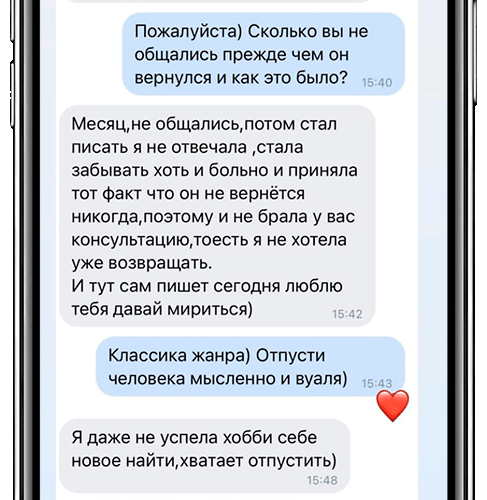 Пожалуйста) Сколько вы не
общались прежде чем он
вернулся и как это было?
15:40
Месяц,не общались,потом стал
писать я не отвечала ,стала
забывать хоть и больно и приняла
тот факт что он не вернётся
никогда,поэтому и не брала у вас
консультацию,тоесть я не хотела
уже возвращать.
И тут сам пишет сегодня люблю
тебя давай мириться)
15:42
Классика жанра) Отпусти
человека мысленно и вуаля)
15:43
Я даже не успела хобби себе
новое найти,хватает отпустить)
15:48